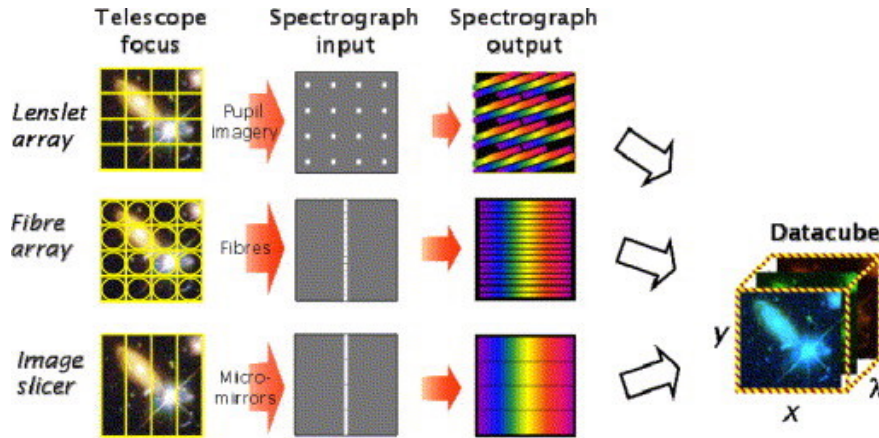 Telescope
focus
Spectrograph
input
Spectrograph
output
Lenslet
array
Pupil
imagery
Fibre
array
Fibres
Datacube
y
x
λ
Image
slicer
Micro-
mirrors